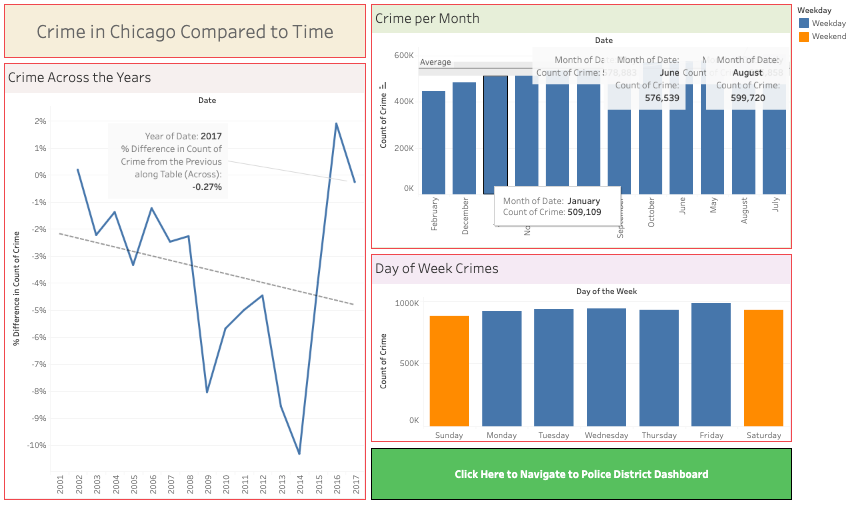 Crime in Chicago Compared to Time
Crime Across the Years
Date
% Difference in Count of Crime
2%
1%
0%
-1%
-2%
-3%
-4%
-5%
-6%
-7%
-8%
-9%
-10%
Year of Date: 2017
% Difference in Count of
Crime from the Previous
along Table (Across):
-0.27%
2001
2002
2003
2004
2005
2006
2007
2008
2009
2010
2011
2012
2013
2014
2015
2016
2017
Crime per Month
Date
Count of Crime
600K
400K
200K
0K
Average
Month of Da
Count of Crime:
Month of Date:
June
Count of Crime:
576,539
Month of Date:
August
Count of Crime:
599,720
Month of Date: January
Count of Crime: 509,109
February
December
October
June
May
August
July
Day of Week Crimes
Day of the Week
Count of Crime
1000K
500K
0K
Sunday
Monday
Tuesday
Wednesday
Thursday
Friday
Saturday
Click Here to Navigate to Police District Dashboard
Weekday
Weekday
Weekend